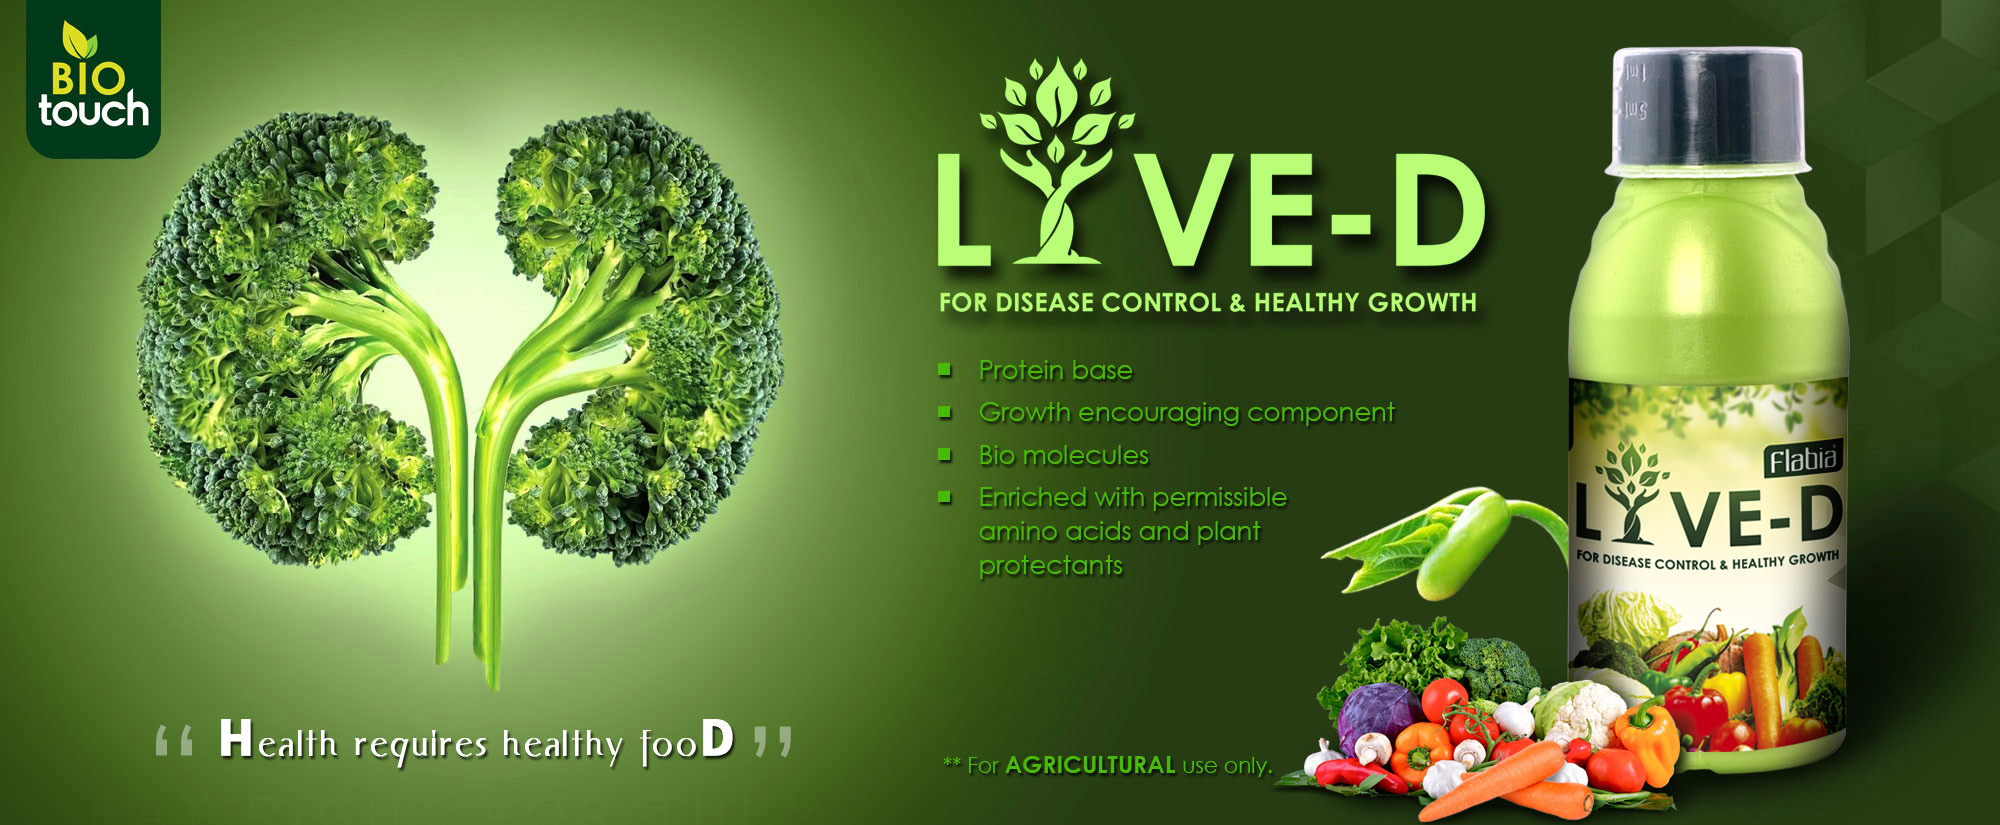 BIO
touch
LIVE-D
FOR DISEASE CONTROL & HEALTHY GROWTH
Protein base
Growth encouraging component
Bio molecules
Enriched with permissible
amino acids and plant
protectants
“ Health requires healthy fooD ”
** For AGRICULTURAL use only.
Flabia
LIVE-D
FOR DISEASE CONTROL & HEALTHY GROWTH